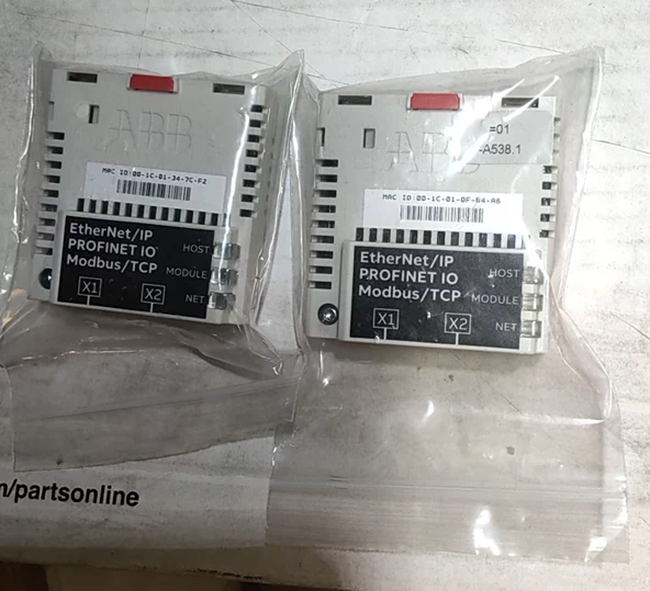 ABB
MAC ID:00-1C-01-34-7C-F2
EtherNet/IP
PROFINET IO
Modbus/TCP
HOST
MODULE
NET
X1
X2
=01
-A538.1
MAC ID:00-1C-01-0F-64-A6
EtherNet/IP
PROFINET IO
Modbus/TCP
HOST
MODULE
NET
X1
X2
/partsonline